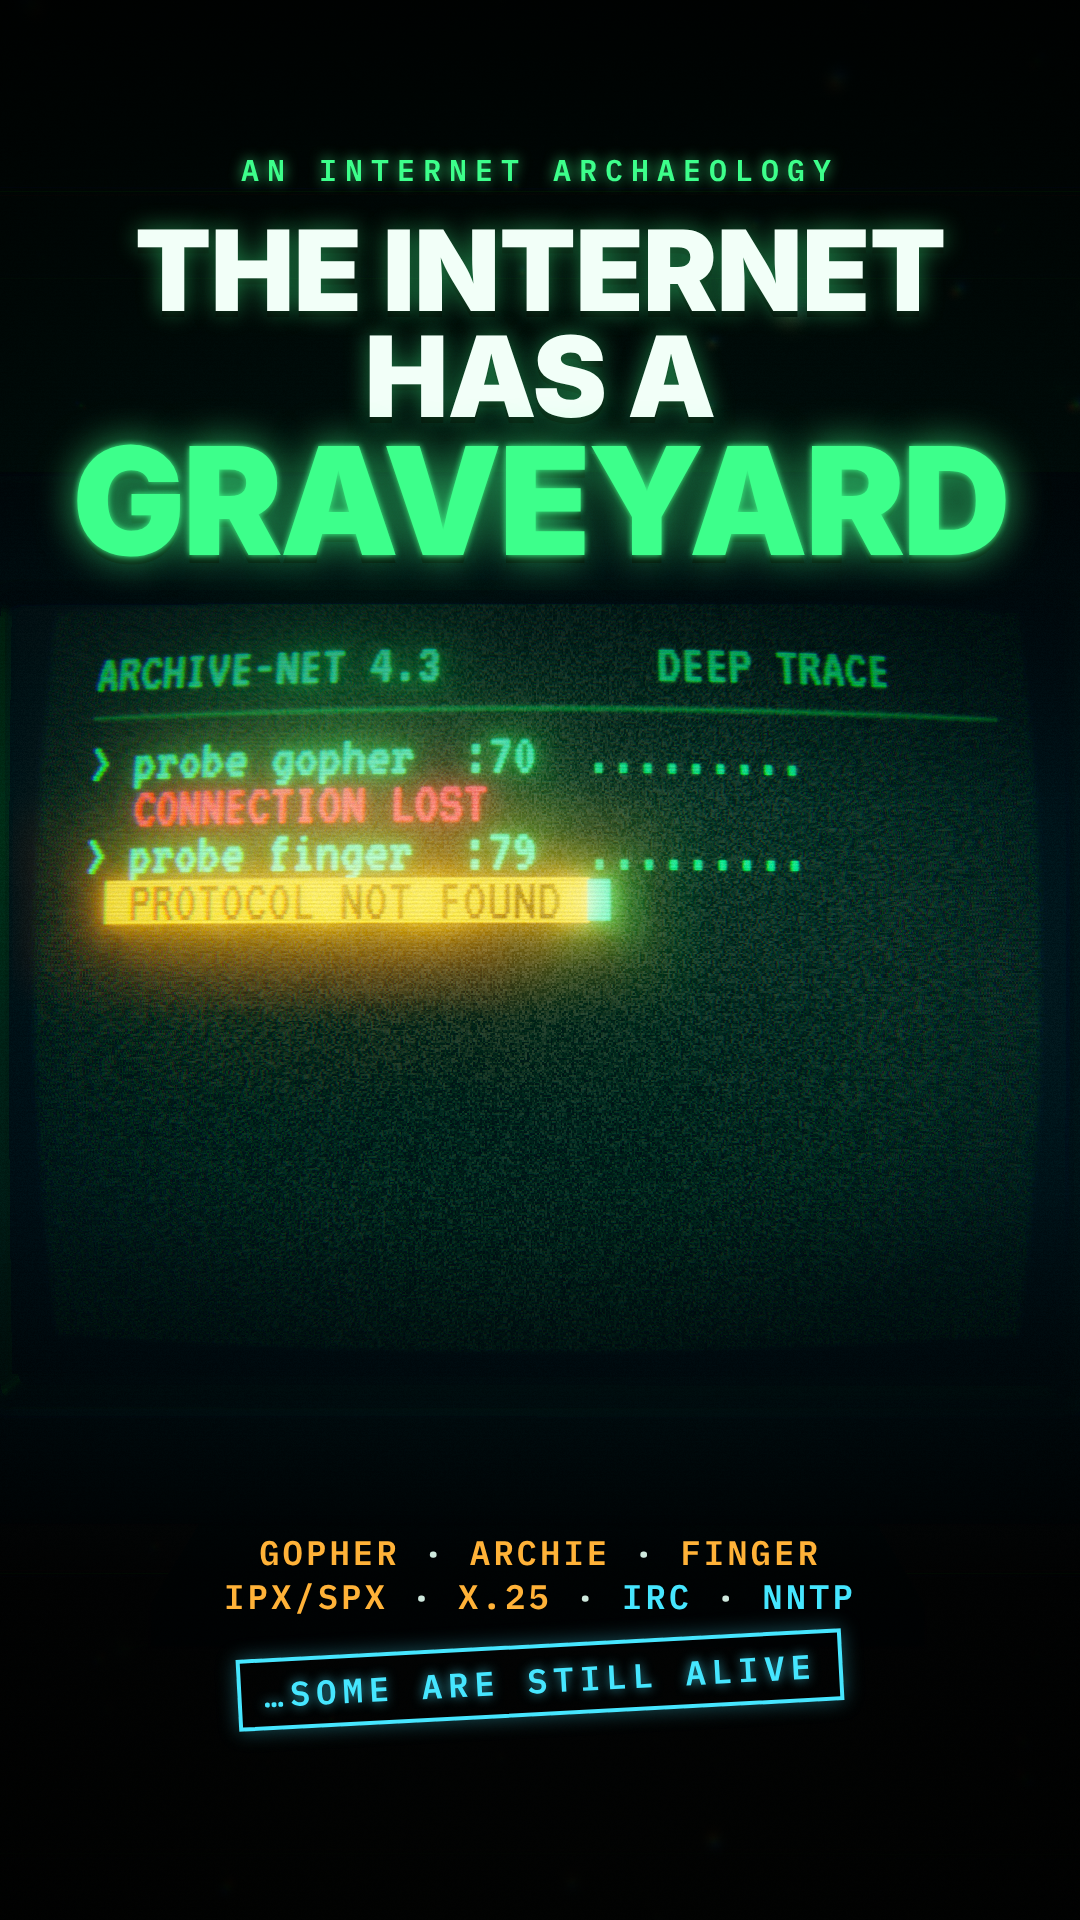 AN INTERNET ARCHAEOLOGY
THE INTERNET
HAS A
GRAVEYARD
ARCHIVE-NET 4.3 DEEP TRACE
❯ probe gopher :70 .........
CONNECTION LOST
❯ probe finger :79 .........
PROTOCOL NOT FOUND
GOPHER · ARCHIE · FINGER
IPX/SPX · X.25 · IRC · NNTP
…SOME ARE STILL ALIVE